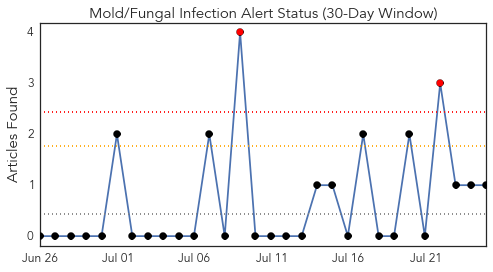 Mold/Fungal Infection Alert Status (30-Day Window)
Articles Found
4
3
2
1
0
Jun 26
Jul 01
Jul 06
Jul 11
Jul 16
Jul 21